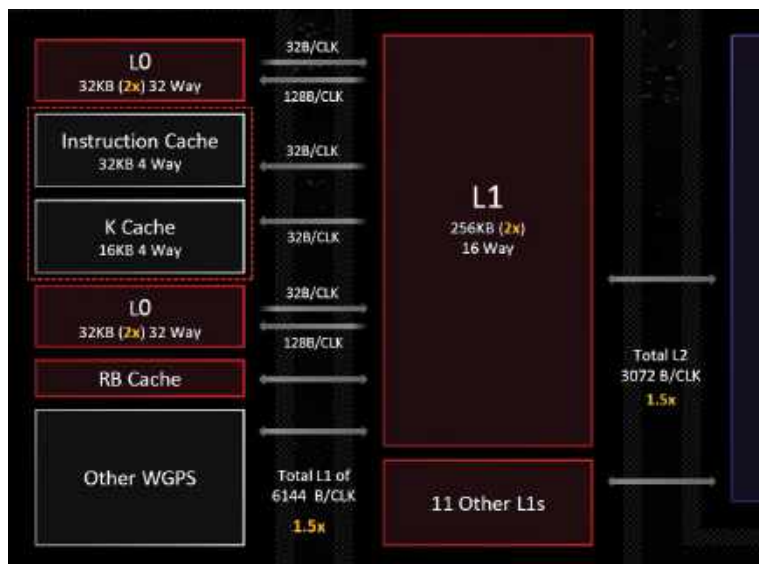 L0
32KB (2x) 32 Way
32B/CLK
128B/CLK
Instruction Cache
32KB 4 Way
32B/CLK
K Cache
16KB 4 Way
32B/CLK
L0
32KB (2x) 32 Way
32B/CLK
128B/CLK
RB Cache
Other WGPS
Total L1 of
6144 B/CLK
1.5x
L1
256KB (2x)
16 Way
11 Other L1s
Total L2
3072 B/CLK
1.5x